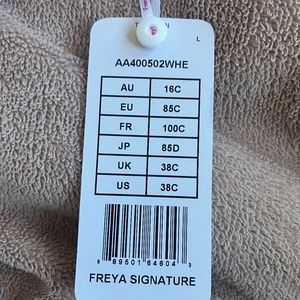 L
AA400502WHE
AU 16C
EU 85C
FR 100C
JP 85D
UK 38C
US 38C
8 89501 64604 3
FREYA SIGNATURE